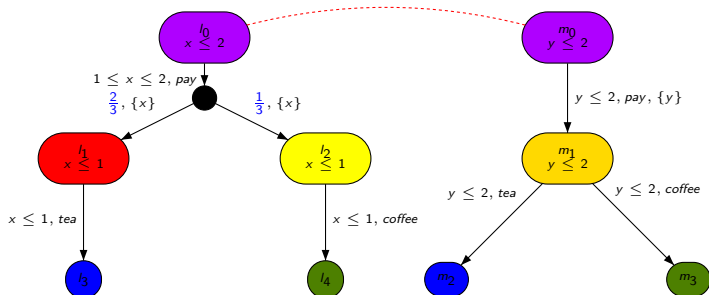 l₀
x ≤ 2
m₀
y ≤ 2
1 ≤ x ≤ 2, pay
2/3, {x}
1/3, {x}
y ≤ 2, pay, {y}
l₁
x ≤ 1
l₂
x ≤ 1
m₁
y ≤ 2
x ≤ 1, tea
x ≤ 1, coffee
y ≤ 2, tea
y ≤ 2, coffee
l₃
l₄
m₂
m₃